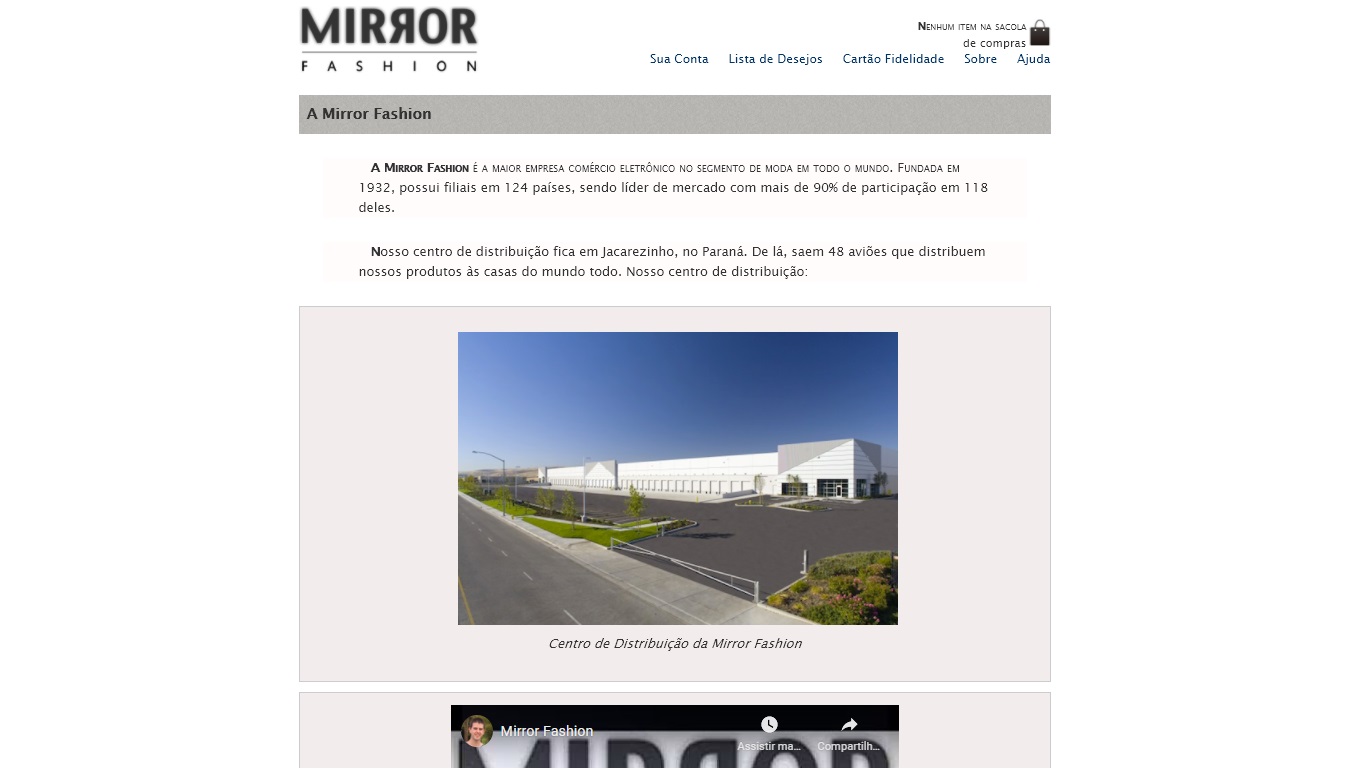 MIRROR
FASHION
Nenhum item na sacola
de compras
Sua Conta Lista de Desejos Cartão Fidelidade Sobre Ajuda
A Mirror Fashion
A Mirror Fashion é a maior empresa comércio eletrônico no segmento de moda em todo o mundo. Fundada em
1932, possui filiais em 124 países, sendo líder de mercado com mais de 90% de participação em 118
deles.
Nosso centro de distribuição fica em Jacarezinho, no Paraná. De lá, saem 48 aviões que distribuem
nossos produtos às casas do mundo todo. Nosso centro de distribuição:
Centro de Distribuição da Mirror Fashion
Mirror Fashion
Assistir ma... Compartilh...
MIRROR